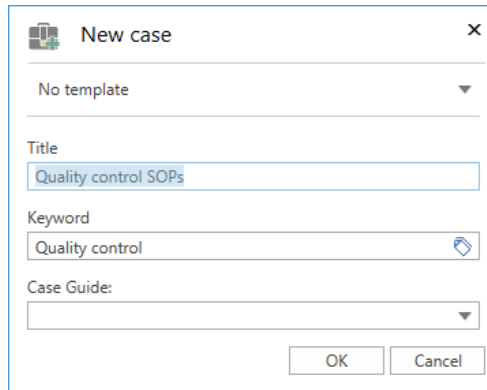 New case
No template
Title
Quality control SOPs
Keyword
Quality control
Case Guide:
OK Cancel